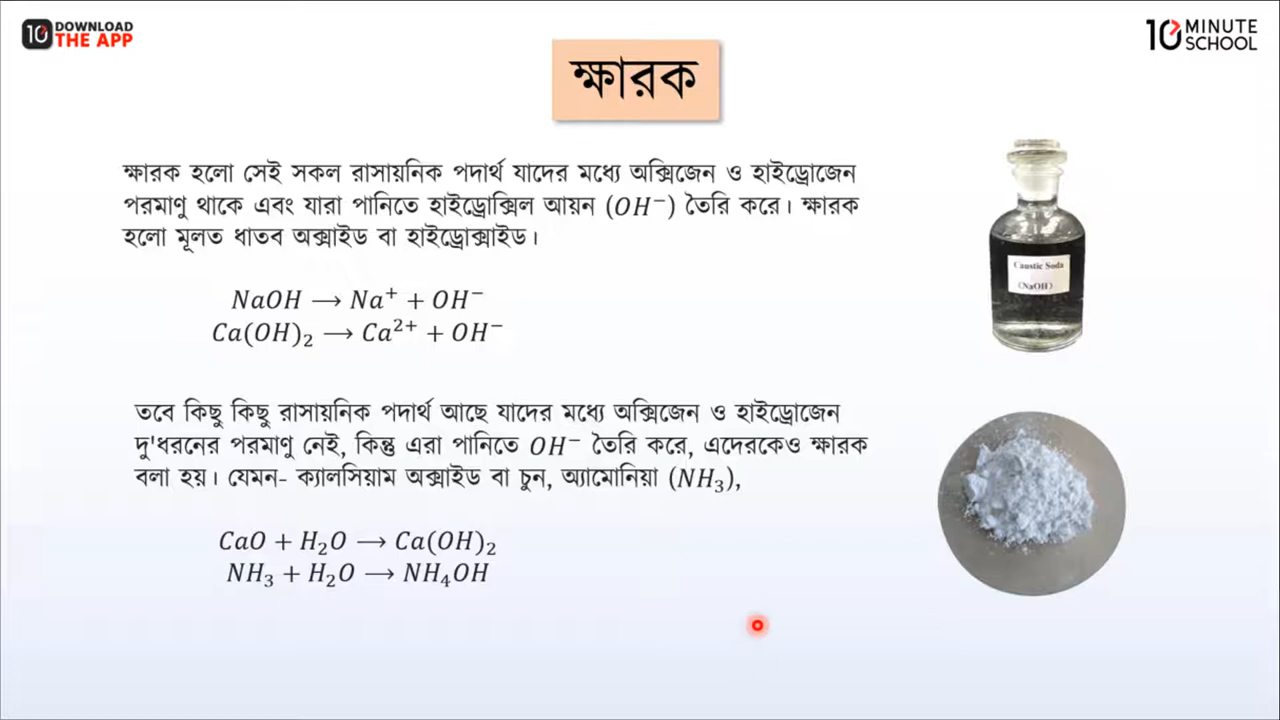 10 DOWNLOAD THE APP
10 MINUTE SCHOOL
ক্ষারক
ক্ষারক হলো সেই সকল রাসায়নিক পদার্থ যাদের মধ্যে অক্সিজেন ও হাইড্রোজেন
পরমাণু থাকে এবং যারা পানিতে হাইড্রোক্সিল আয়ন (OH⁻) তৈরি করে। ক্ষারক
হলো মূলত ধাতব অক্সাইড বা হাইড্রোক্সাইড।
NaOH ⟶ Na⁺ + OH⁻
Ca(OH)₂ ⟶ Ca²⁺ + OH⁻
Caustic Soda
(NaOH)
তবে কিছু কিছু রাসায়নিক পদার্থ আছে যাদের মধ্যে অক্সিজেন ও হাইড্রোজেন
দু'ধরনের পরমাণু নেই, কিন্তু এরা পানিতে OH⁻ তৈরি করে, এদেরকেও ক্ষারক
বলা হয়। যেমন- ক্যালসিয়াম অক্সাইড বা চুন, অ্যামোনিয়া (NH₃),
CaO + H₂O ⟶ Ca(OH)₂
NH₃ + H₂O ⟶ NH₄OH